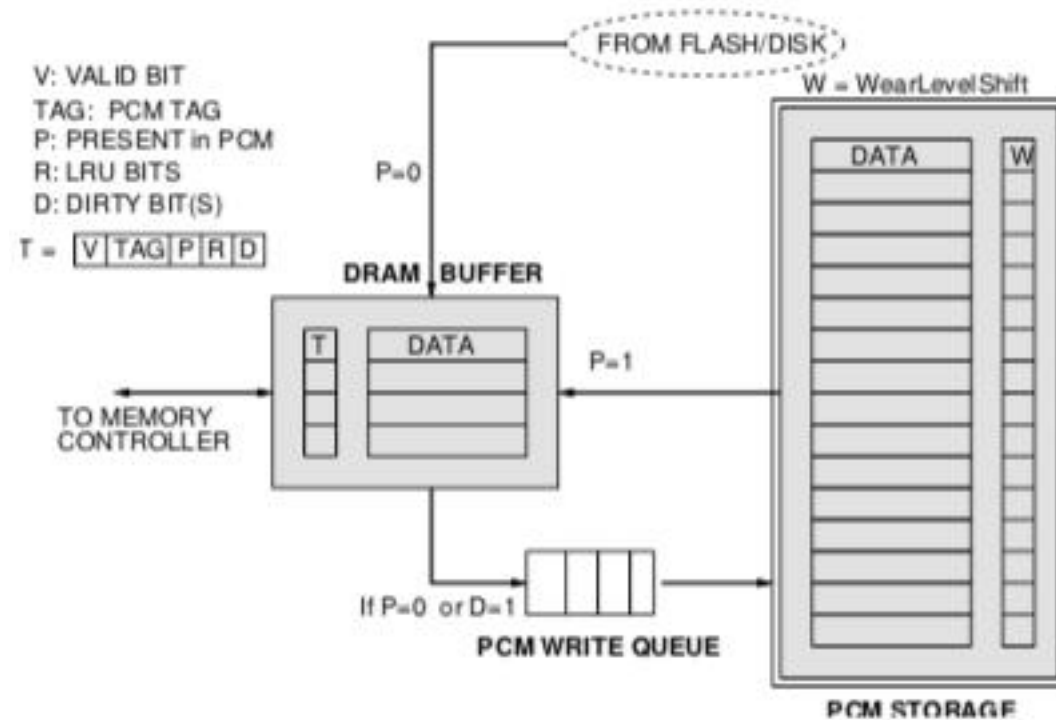 FROM FLASH/DISK
V: VALID BIT
TAG: PCM TAG
P: PRESENT in PCM
R: LRU BITS
D: DIRTY BIT(S)
T = V TAG P R D
W = WearLevelShift
P=0
DATA W
DRAM BUFFER
T DATA
P=1
TO MEMORY
CONTROLLER
If P=0 or D=1
PCM WRITE QUEUE
PCM STORAGE